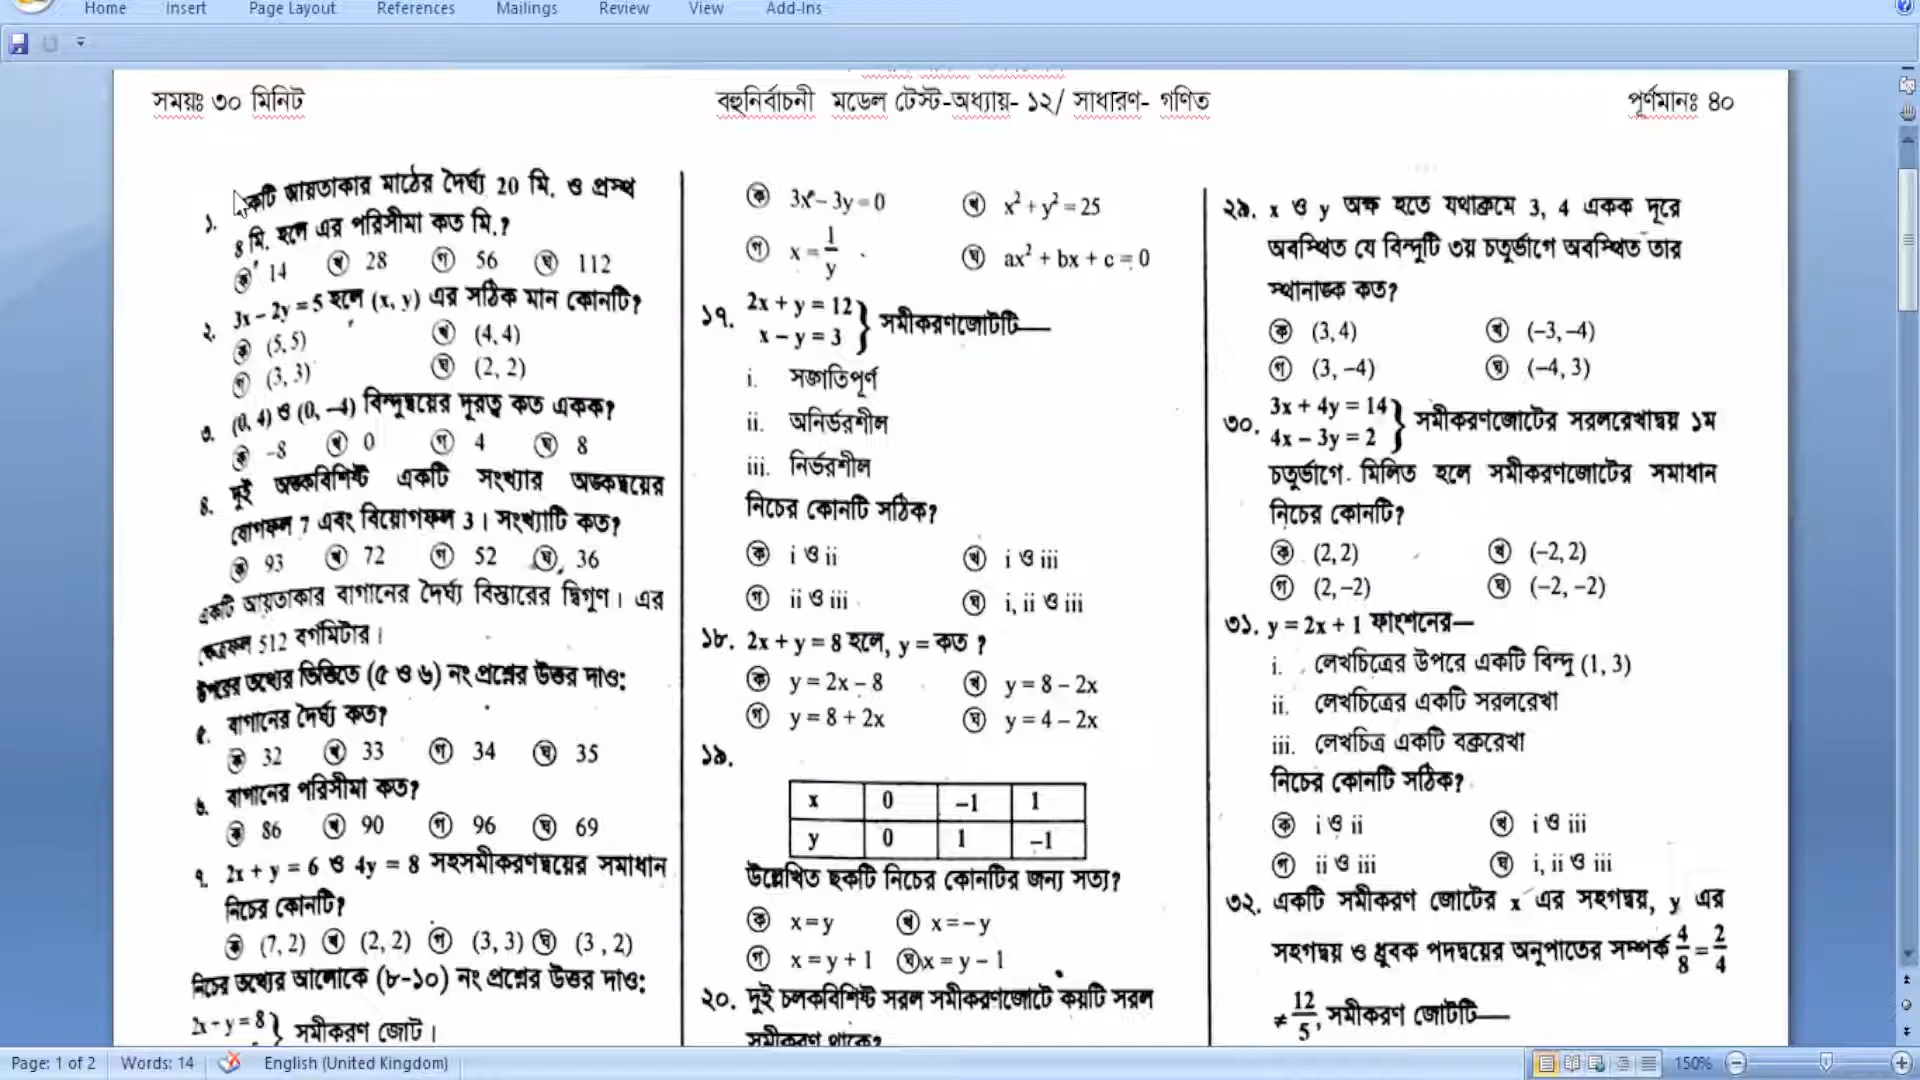 Home Insert Page Layout References Mailings Review View Add-Ins
সময়ঃ ৩০ মিনিট
বহুনির্বাচনী মডেল টেস্ট-অধ্যায়- ১২/ সাধারণ- গণিত
পূর্ণমানঃ ৪০
১. একটি আয়তাকার মাঠের দৈর্ঘ্য 20 মি. ও প্রস্থ
8 মি. হলে এর পরিসীমা কত মি.?
ক 14 খ 28 গ 56 ঘ 112
২. 3x – 2y = 5 হলে (x, y) এর সঠিক মান কোনটি?
ক (5, 5) খ (4, 4)
গ (3, 3) ঘ (2, 2)
৩. (0, 4) ও (0, –4) বিন্দুদ্বয়ের দূরত্ব কত একক?
ক –8 খ 0 গ 4 ঘ 8
৪. দুই অঙ্কবিশিষ্ট একটি সংখ্যার অঙ্কদ্বয়ের
যোগফল 7 এবং বিয়োগফল 3। সংখ্যাটি কত?
ক 93 খ 72 গ 52 ঘ 36
একটি আয়তাকার বাগানের দৈর্ঘ্য বিস্তারের দ্বিগুণ। এর
ক্ষেত্রফল 512 বর্গমিটার।
উপরের তথ্যের ভিত্তিতে (৫ ও ৬) নং প্রশ্নের উত্তর দাও:
৫. বাগানের দৈর্ঘ্য কত?
ক 32 খ 33 গ 34 ঘ 35
৬. বাগানের পরিসীমা কত?
ক 86 খ 90 গ 96 ঘ 69
৭. 2x + y = 6 ও 4y = 8 সহসমীকরণদ্বয়ের সমাধান
নিচের কোনটি?
ক (7, 2) খ (2, 2) গ (3, 3) ঘ (3 , 2)
নিচের তথ্যের আলোকে (৮-১০) নং প্রশ্নের উত্তর দাও:
2x – y = 8} সমীকরণ জোট।
ক 3x – 3y = 0 খ x² + y² = 25
গ x = 1/y ঘ ax² + bx + c = 0
১৭. 2x + y = 12
x – y = 3 } সমীকরণজোটটি—
i. সঙ্গতিপূর্ণ
ii. অনির্ভরশীল
iii. নির্ভরশীল
নিচের কোনটি সঠিক?
ক i ও ii খ i ও iii
গ ii ও iii ঘ i, ii ও iii
১৮. 2x + y = 8 হলে, y = কত ?
ক y = 2x – 8 খ y = 8 – 2x
গ y = 8 + 2x ঘ y = 4 – 2x
১৯.
x 0 –1 1
y 0 1 –1
উল্লেখিত ছকটি নিচের কোনটির জন্য সত্য?
ক x = y খ x = – y
গ x = y + 1 ঘ x = y – 1
২০. দুই চলকবিশিষ্ট সরল সমীকরণজোটে কয়টি সরল
সমীকরণ থাকে?
২৯. x ও y অক্ষ হতে যথাক্রমে 3, 4 একক দূরে
অবস্থিত যে বিন্দুটি ৩য় চতুর্ভাগে অবস্থিত তার
স্থানাঙ্ক কত?
ক (3, 4) খ (–3, –4)
গ (3, –4) ঘ (–4, 3)
৩০. 3x + 4y = 14
4x – 3y = 2 } সমীকরণজোটের সরলরেখাদ্বয় ১ম
চতুর্ভাগে মিলিত হলে সমীকরণজোটের সমাধান
নিচের কোনটি?
ক (2, 2) খ (–2, 2)
গ (2, –2) ঘ (–2, –2)
৩১. y = 2x + 1 ফাংশনের—
i. লেখচিত্রের উপরে একটি বিন্দু (1, 3)
ii. লেখচিত্রের একটি সরলরেখা
iii. লেখচিত্র একটি বক্ররেখা
নিচের কোনটি সঠিক?
ক i ও ii খ i ও iii
গ ii ও iii ঘ i, ii ও iii
৩২. একটি সমীকরণ জোটের x এর সহগদ্বয়, y এর
সহগদ্বয় ও ধ্রুবক পদদ্বয়ের অনুপাতের সম্পর্ক 4/8 = 2/4
≠ 12/5, সমীকরণ জোটটি—
Page: 1 of 2 Words: 14 English (United Kingdom) 150%